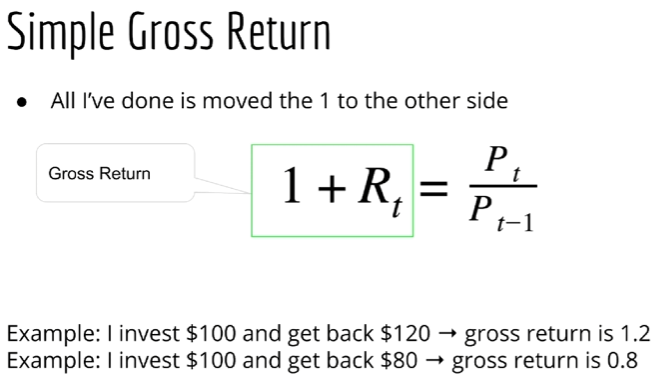 Simple Gross Return
● All I've done is moved the 1 to the other side
Gross Return
1 + R_t = P_t / P_{t−1}
Example: I invest $100 and get back $120 → gross return is 1.2
Example: I invest $100 and get back $80 → gross return is 0.8